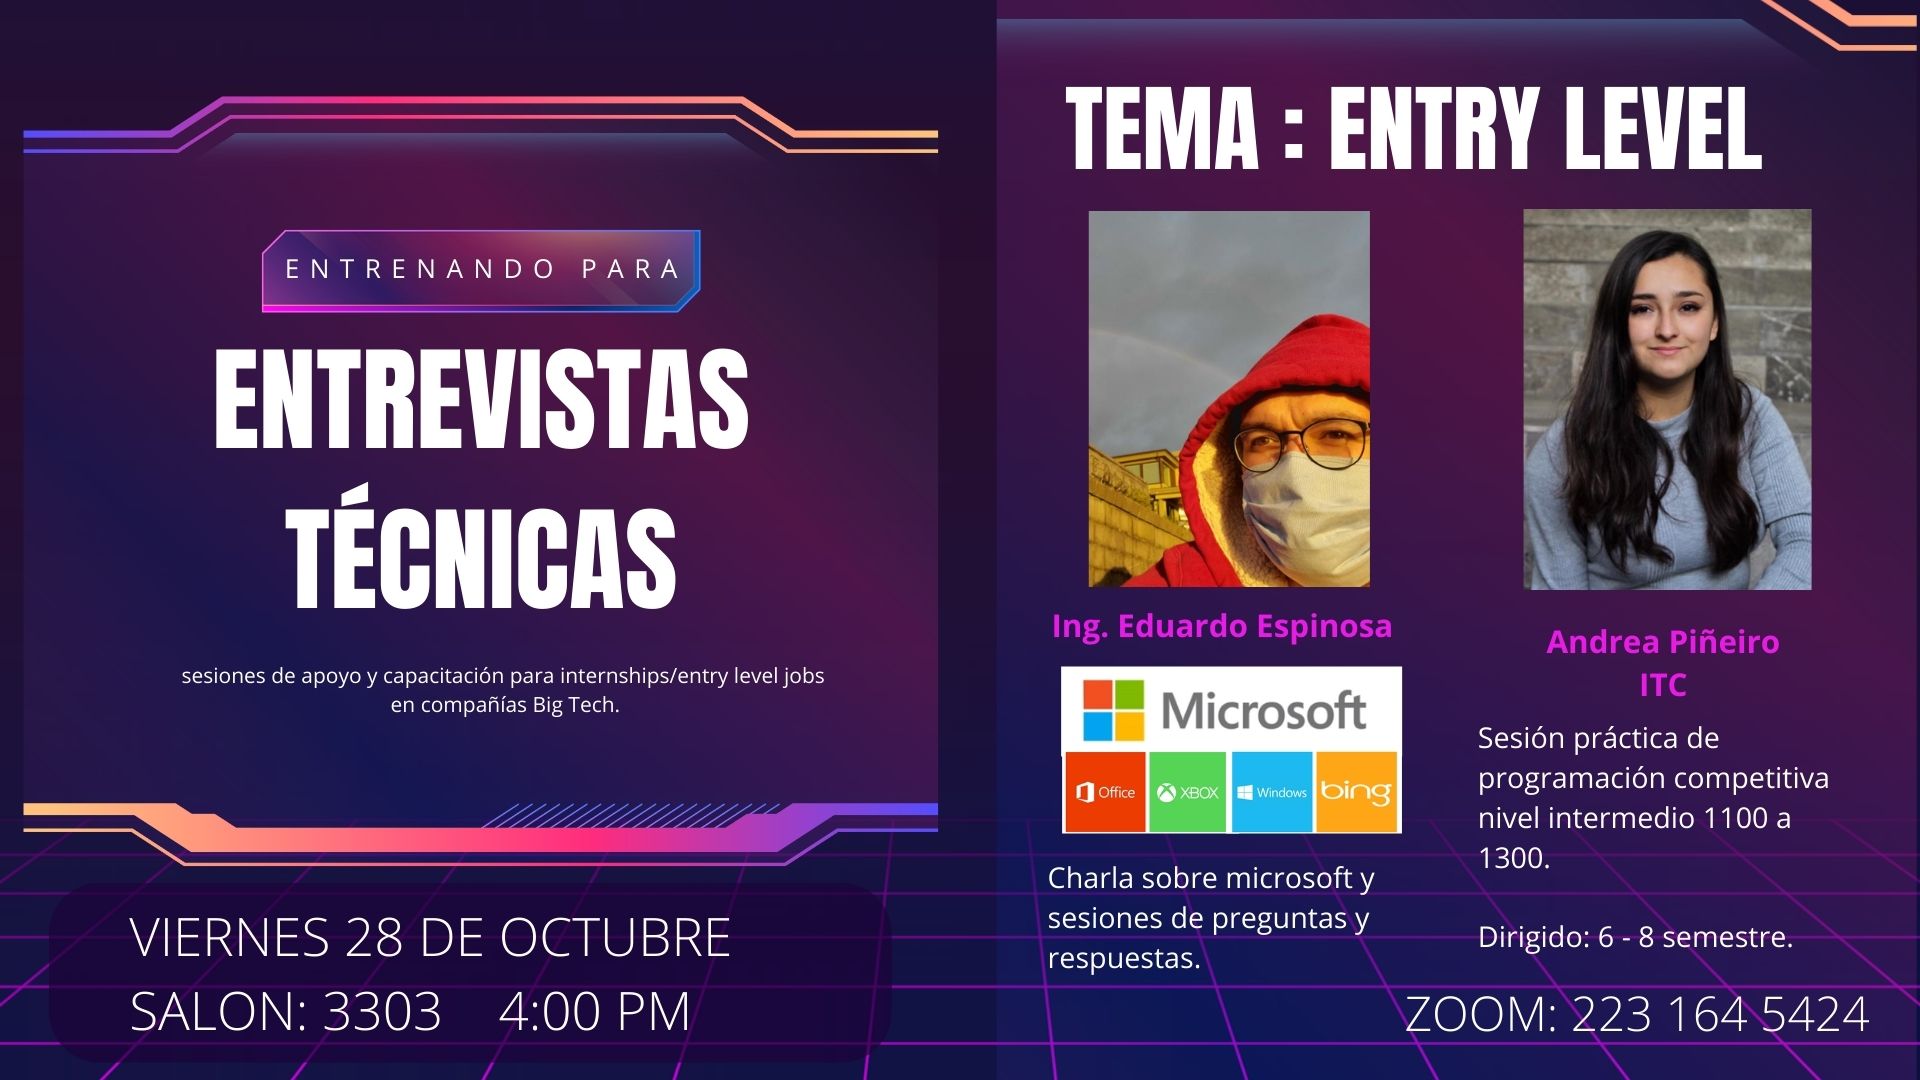 ENTRENANDO PARA
ENTREVISTAS
TÉCNICAS
sesiones de apoyo y capacitación para internships/entry level jobs
en compañías Big Tech.
VIERNES 28 DE OCTUBRE
SALON: 3303 4:00 PM
TEMA : ENTRY LEVEL
Ing. Eduardo Espinosa
Microsoft
Office XBOX Windows bing
Charla sobre microsoft y
sesiones de preguntas y
respuestas.
Andrea Piñeiro
ITC
Sesión práctica de
programación competitiva
nivel intermedio 1100 a
1300.
Dirigido: 6 - 8 semestre.
ZOOM: 223 164 5424